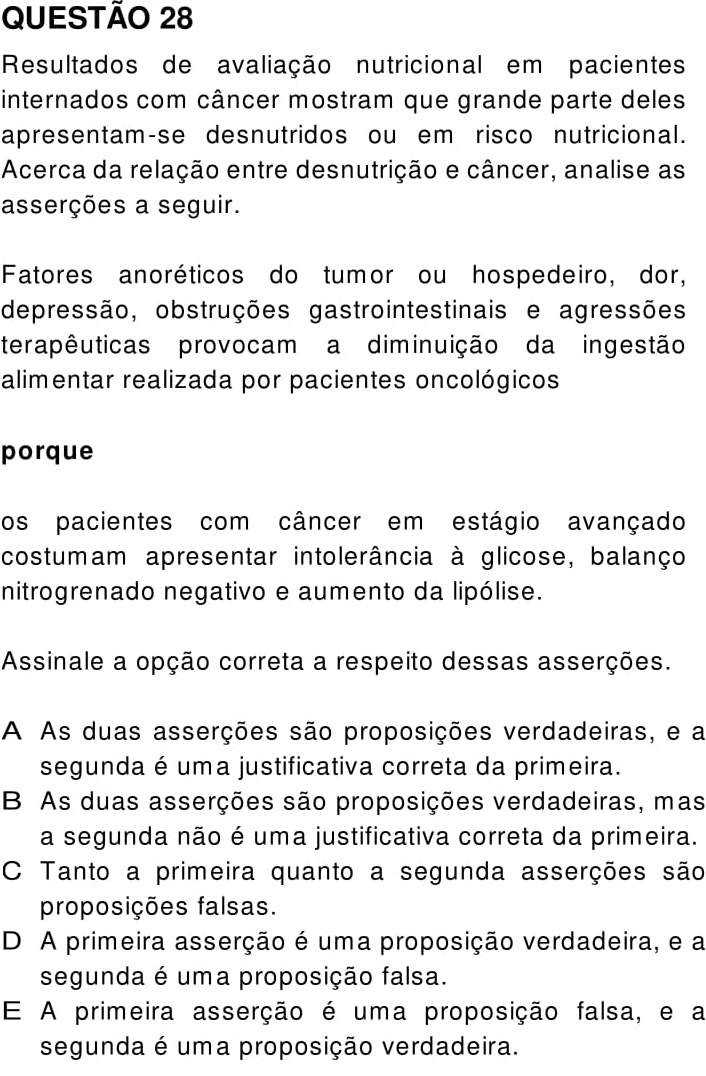 QUESTÃO 28
Resultados de avaliação nutricional em pacientes
internados com câncer mostram que grande parte deles
apresentam-se desnutridos ou em risco nutricional.
Acerca da relação entre desnutrição e câncer, analise as
asserções a seguir.
Fatores anoréticos do tumor ou hospedeiro, dor,
depressão, obstruções gastrointestinais e agressões
terapêuticas provocam a diminuição da ingestão
alimentar realizada por pacientes oncológicos
porque
os pacientes com câncer em estágio avançado
costumam apresentar intolerância à glicose, balanço
nitrogrenado negativo e aumento da lipólise.
Assinale a opção correta a respeito dessas asserções.
A As duas asserções são proposições verdadeiras, e a
segunda é uma justificativa correta da primeira.
B As duas asserções são proposições verdadeiras, mas
a segunda não é uma justificativa correta da primeira.
C Tanto a primeira quanto a segunda asserções são
proposições falsas.
D A primeira asserção é uma proposição verdadeira, e a
segunda é uma proposição falsa.
E A primeira asserção é uma proposição falsa, e a
segunda é uma proposição verdadeira.